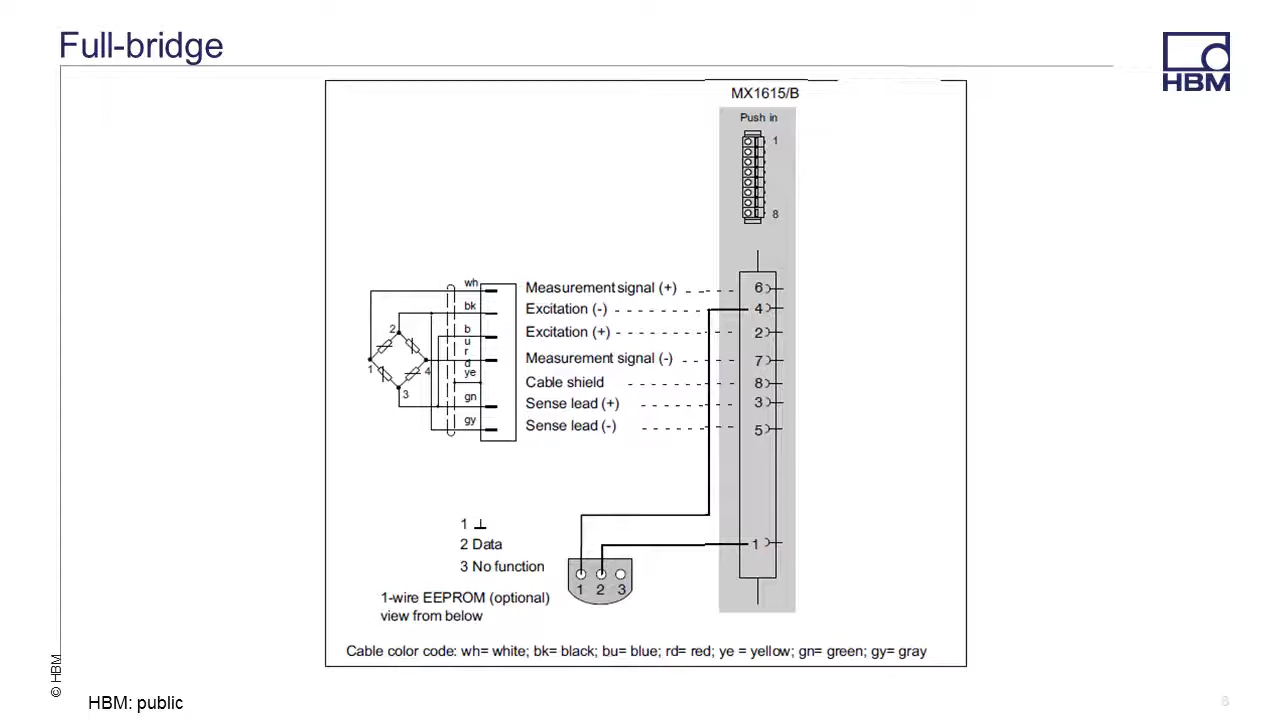 Full-bridge
HBM
MX1615/B
Push in
1
8
wh Measurement signal (+) 6
bk Excitation (-) 4
2
b Excitation (+) 2
u
r Measurement signal (-) 7
d
1 4
ye Cable shield 8
3
gn Sense lead (+) 3
gy Sense lead (-) 5
1
2 Data
1
3 No function
1 2 3
1-wire EEPROM (optional)
view from below
Cable color code: wh= white; bk= black; bu= blue; rd= red; ye = yellow; gn= green; gy= gray
© HBM
HBM: public
8